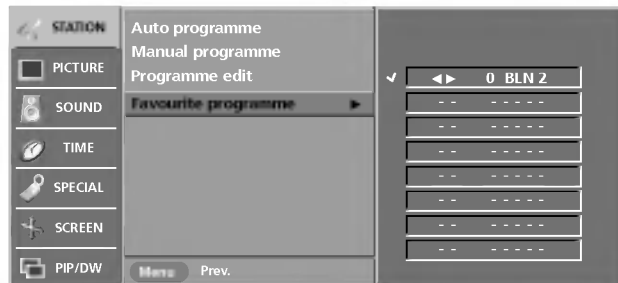 STATION
PICTURE
SOUND
TIME
SPECIAL
SCREEN
PIP/DW
Auto programme
Manual programme
Programme edit
Favourite programme ▶
Menu Prev.
✔ ◀▶ 0 BLN 2
- - - - - - -
- - - - - - -
- - - - - - -
- - - - - - -
- - - - - - -
- - - - - - -
- - - - - - -